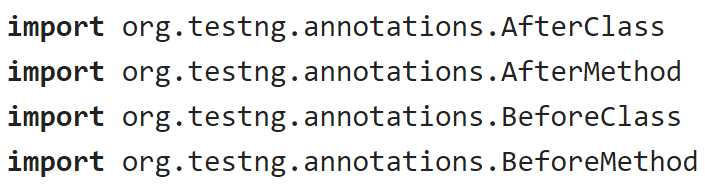 import org.testng.annotations.AfterClass
import org.testng.annotations.AfterMethod
import org.testng.annotations.BeforeClass
import org.testng.annotations.BeforeMethod